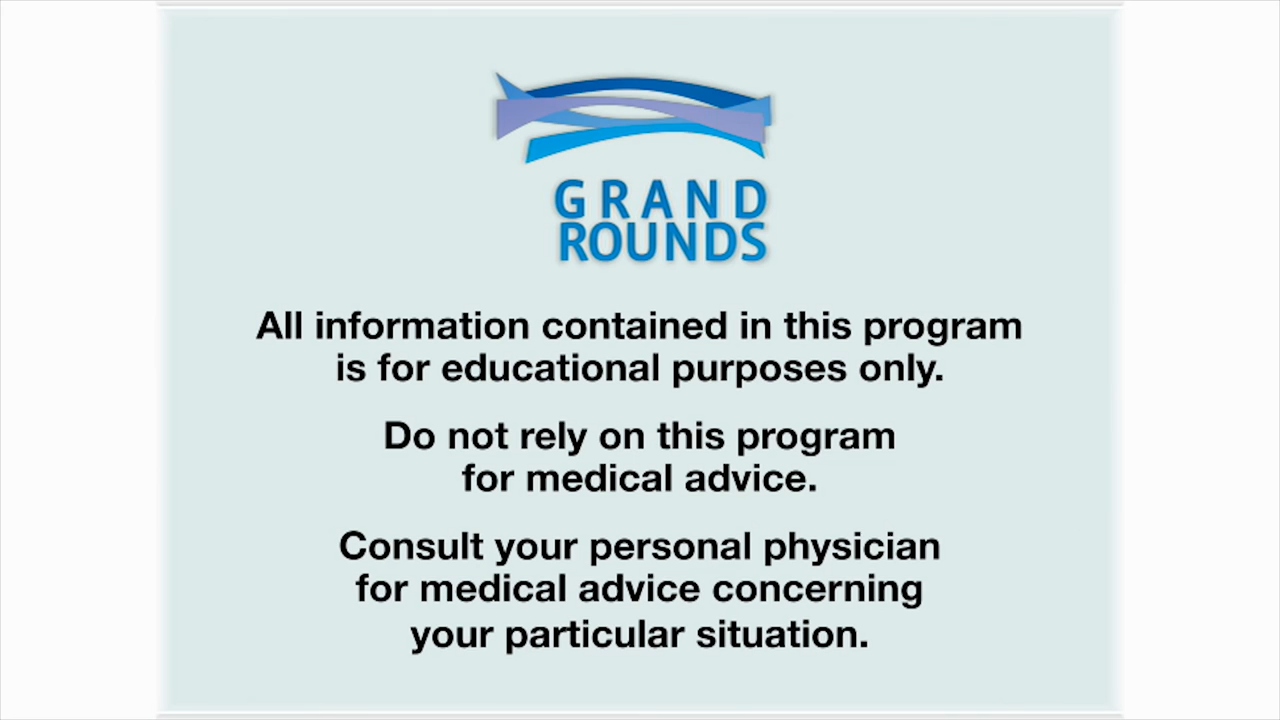 GRAND
ROUNDS
All information contained in this program
is for educational purposes only.
Do not rely on this program
for medical advice.
Consult your personal physician
for medical advice concerning
your particular situation.